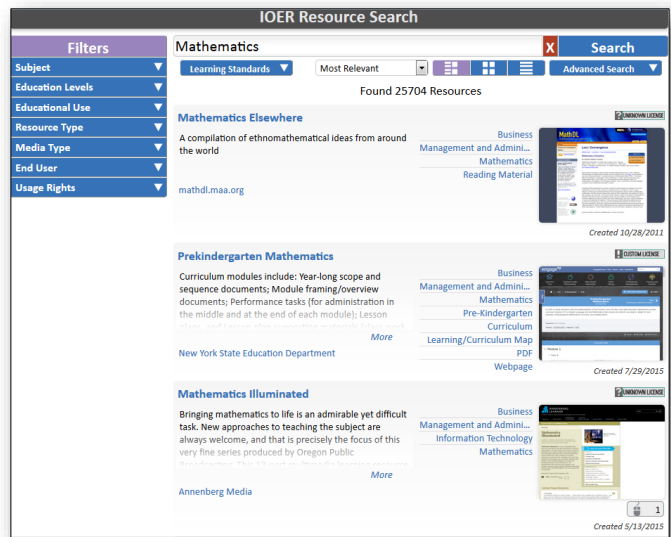 IOER Resource Search
Filters
Subject
Education Levels
Educational Use
Resource Type
Media Type
End User
Usage Rights
Mathematics
X
Search
Learning Standards
Most Relevant
Advanced Search
Found 25704 Resources
Mathematics Elsewhere
UNKNOWN LICENSE
A compilation of ethnomathematical ideas from around
the world
mathdl.maa.org
Business
Management and Admini...
Mathematics
Reading Material
MathDL
Created 10/28/2011
Prekindergarten Mathematics
CUSTOM LICENSE
Curriculum modules include: Year-long scope and
sequence documents; Module framing/overview
documents; Performance tasks (for administration in
the middle and at the end of each module); Lesson
More
New York State Education Department
Business
Management and Admini...
Mathematics
Pre-Kindergarten
Curriculum
Learning/Curriculum Map
PDF
Webpage
Created 7/29/2015
Mathematics Illuminated
UNKNOWN LICENSE
Bringing mathematics to life is an admirable yet difficult
task. New approaches to teaching the subject are
always welcome, and that is precisely the focus of this
very fine series produced by Oregon Public
More
Annenberg Media
Business
Management and Admini...
Information Technology
Mathematics
1
Created 5/13/2015